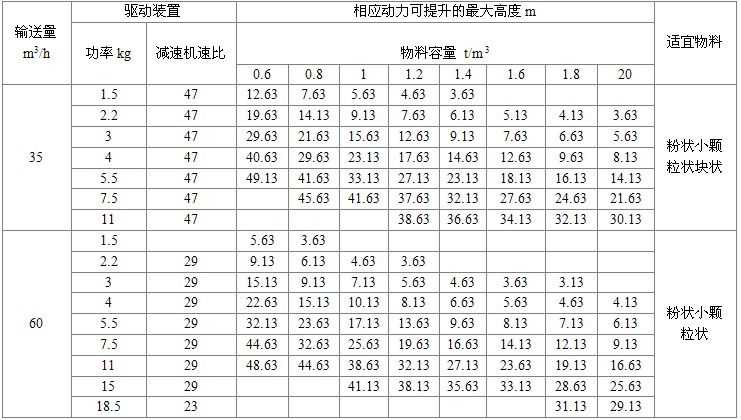 输送量 m³/h 驱动装置 相应动力可提升的最大高度 m 适宜物料
功率 kg 减速机速比 物料容量 t/m³
0.6 0.8 1 1.2 1.4 1.6 1.8 20
35 粉状小颗粒状块状
1.5 47 12.63 7.63 5.63 4.63 3.63
2.2 47 19.63 14.13 9.13 7.63 6.13 5.13 4.13 3.63
3 47 29.63 21.63 15.63 12.63 9.13 7.63 6.63 5.63
4 47 40.63 29.63 23.13 17.63 14.63 12.63 9.63 8.13
5.5 47 49.13 41.63 33.13 27.13 23.13 18.13 16.13 14.13
7.5 47 45.63 41.63 37.63 32.13 27.63 24.63 21.63
11 47 38.63 36.63 34.13 32.13 30.13
60 粉状小颗粒状
1.5 5.63 3.63
2.2 29 9.13 6.13 4.63 3.63
3 29 15.13 9.13 7.13 5.63 4.63 3.63 3.13
4 29 22.63 15.13 10.13 8.13 6.63 5.63 4.63 4.13
5.5 29 32.13 23.63 17.13 13.63 9.63 8.13 7.13 6.13
7.5 29 44.63 32.63 25.63 19.63 16.63 14.13 12.13 9.13
11 29 48.63 44.63 38.63 32.13 27.13 23.63 19.13 16.63
15 29 41.13 38.13 35.63 33.13 28.63 25.63
18.5 23 31.13 29.13